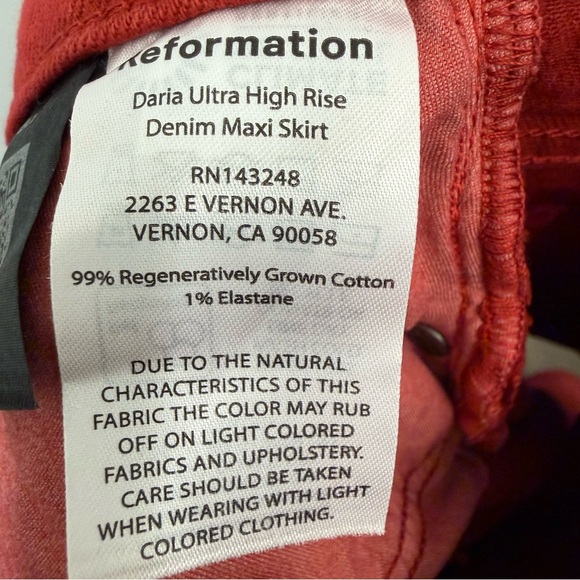 Reformation
Daria Ultra High Rise
Denim Maxi Skirt
RN143248
2263 E VERNON AVE.
VERNON, CA 90058
99% Regeneratively Grown Cotton
1% Elastane
DUE TO THE NATURAL
CHARACTERISTICS OF THIS
FABRIC THE COLOR MAY RUB
OFF ON LIGHT COLORED
FABRICS AND UPHOLSTERY.
CARE SHOULD BE TAKEN
WHEN WEARING WITH LIGHT
COLORED CLOTHING.